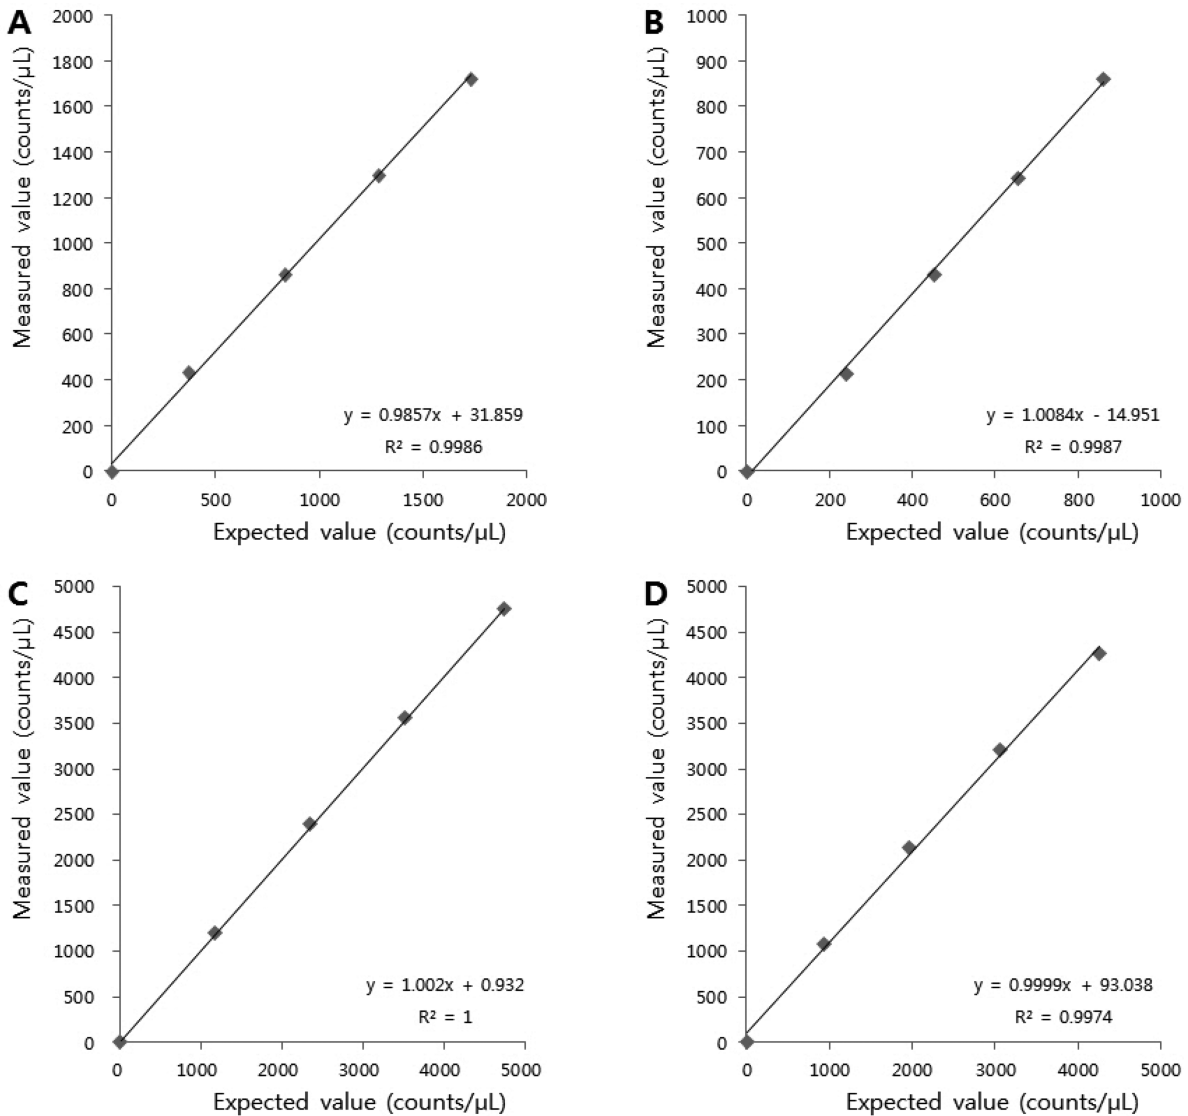 A
Measured value (counts/µL)
2000
1800
1600
1400
1200
1000
800
600
400
200
0
y = 0.9857x + 31.859
R² = 0.9986
0 500 1000 1500 2000
Expected value (counts/µL)
B
Measured value (counts/µL)
1000
900
800
700
600
500
400
300
200
100
0
y = 1.0084x - 14.951
R² = 0.9987
0 200 400 600 800 1000
Expected value (counts/µL)
C
Measured value (counts/µL)
5000
4500
4000
3500
3000
2500
2000
1500
1000
500
0
y = 1.002x + 0.932
R² = 1
0 1000 2000 3000 4000 5000
Expected value (counts/µL)
D
Measured value (counts/µL)
5000
4500
4000
3500
3000
2500
2000
1500
1000
500
0
y = 0.9999x + 93.038
R² = 0.9974
0 1000 2000 3000 4000 5000
Expected value (counts/µL)